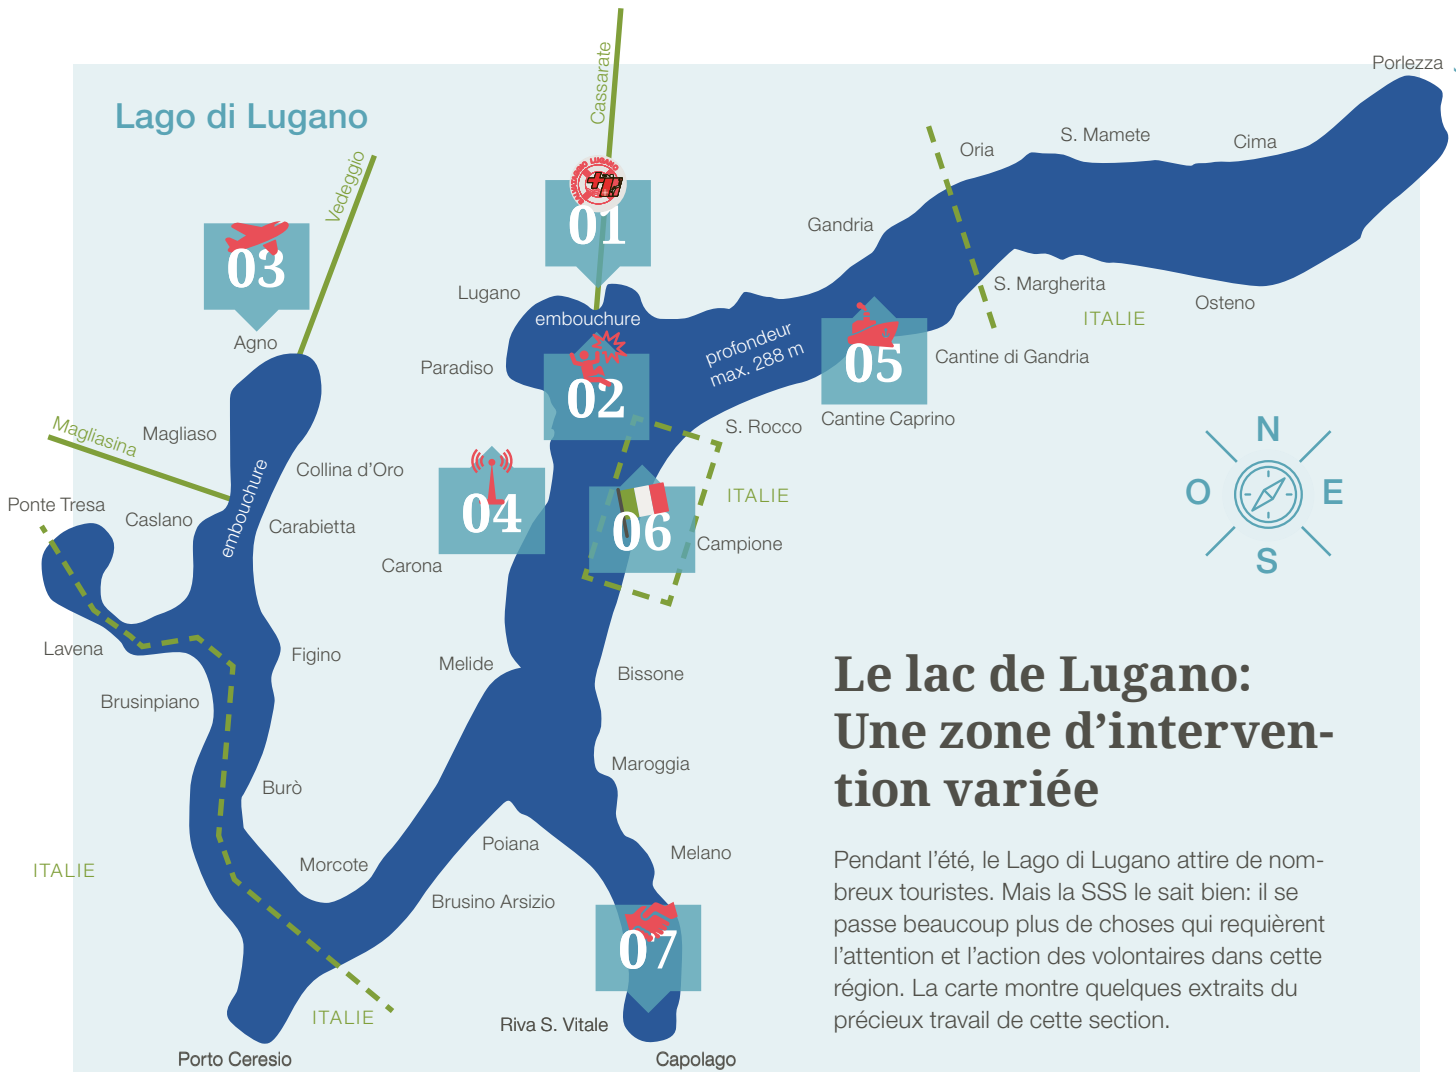 Porlezza
Cassarate
Lago di Lugano
S. Mamete
Cima
Oria
Vedeggio
SALVATAGGIO LUGANO
01
Gandria
03
S. Margherita
Lugano
Osteno
embouchure
ITALIE
Agno
profondeur
max. 288 m
05
Cantine di Gandria
Paradiso
02
Cantine Caprino
Magliasina
Magliaso
S. Rocco
N
Collina d’Oro
O
E
ITALIE
Ponte Tresa
Caslano
embouchure
Carabietta
04
06
Campione
Carona
S
Lavena
Figino
Melide
Bissone
Brusinpiano
Le lac de Lugano:
Une zone d’interven-
tion variée
Maroggia
Burò
Poiana
Melano
Morcote
ITALIE
Brusino Arsizio
Pendant l’été, le Lago di Lugano attire de nom-
breux touristes. Mais la SSS le sait bien: il se
passe beaucoup plus de choses qui requièrent
l’attention et l’action des volontaires dans cette
région. La carte montre quelques extraits du
précieux travail de cette section.
07
ITALIE
Riva S. Vitale
Porto Ceresio
Capolago